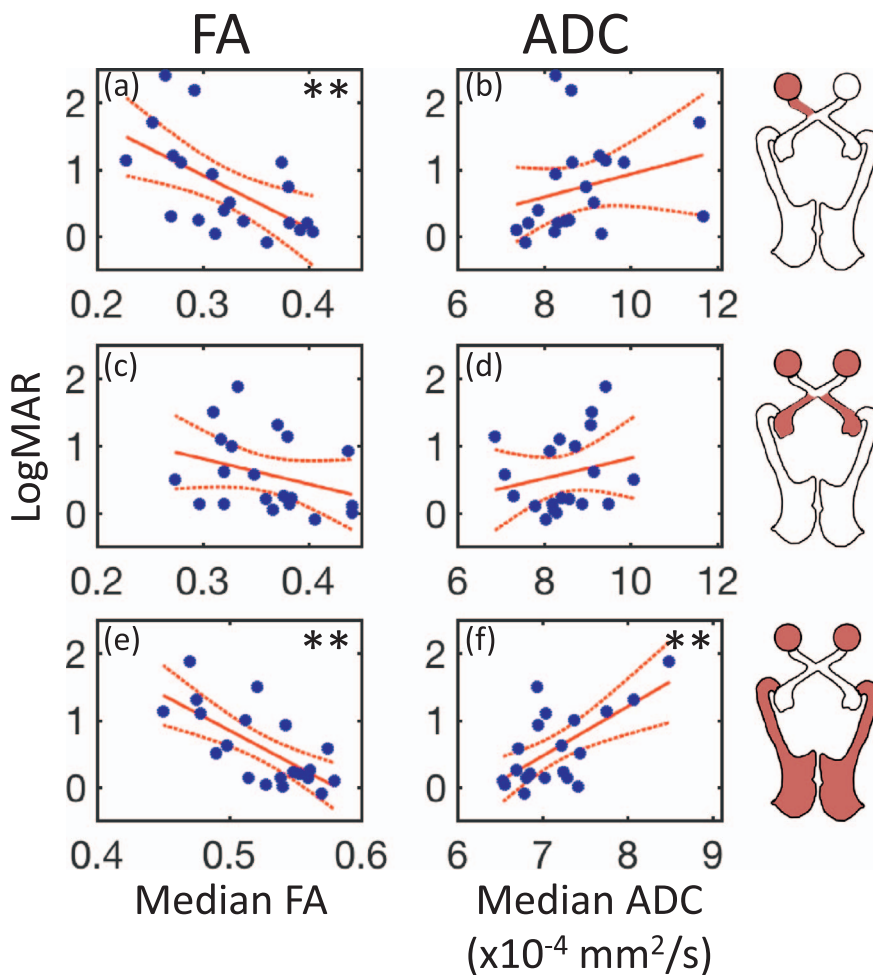 FA ADC
(a) ** (b)
2 2
1 1
0 0
0.2 0.3 0.4 6 8 10 12
(c) (d)
2 2
1 1
0 0
0.2 0.3 0.4 6 8 10 12
(e) ** (f) **
2 2
1 1
0 0
0.4 0.5 0.6 6 7 8 9
LogMAR
Median FA Median ADC
(x10⁻⁴ mm²/s)